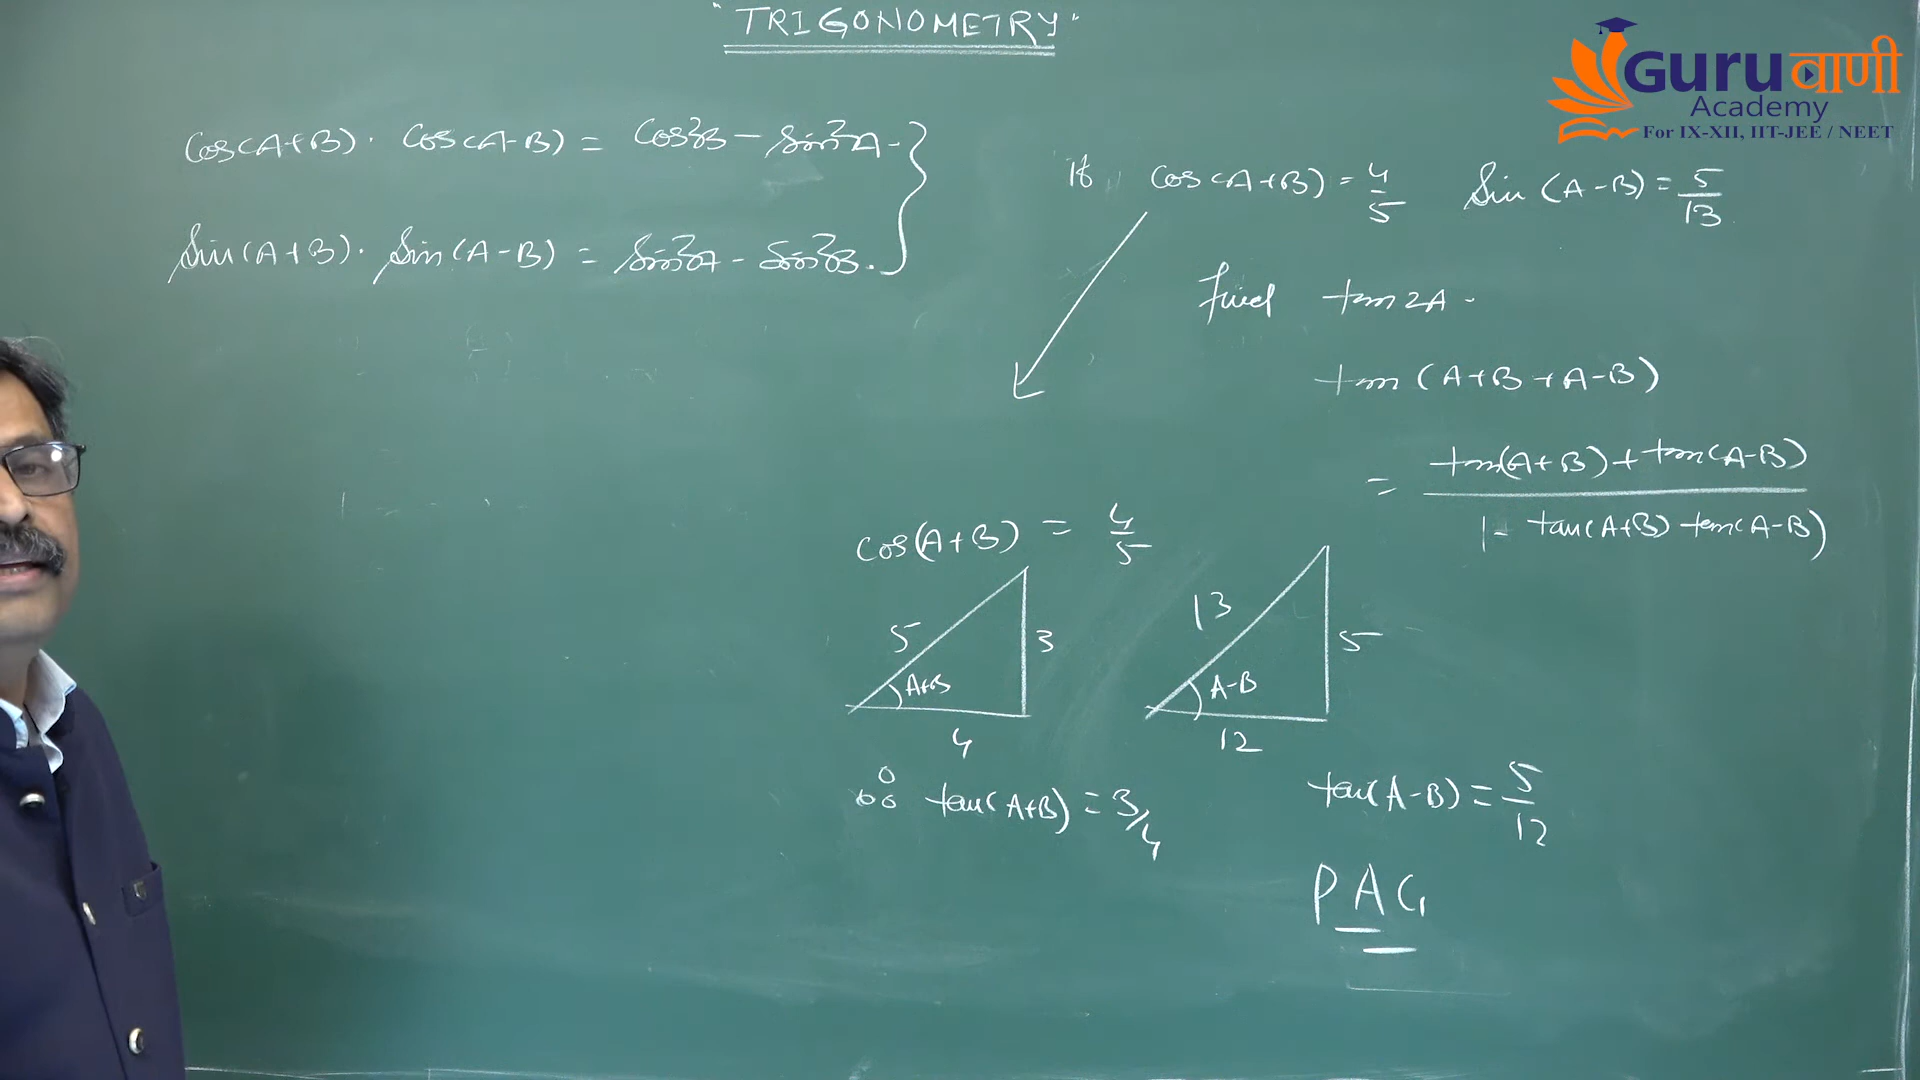 "TRIGONOMETRY"
Guruवाणी
Academy
For IX-XII, IIT-JEE / NEET
cos(A+B) · cos(A-B) = cos²B - sin²A
sin(A+B) · sin(A-B) = sin²A - sin²B.
If cos(A+B) = 4/5 sin(A-B) = 5/13
find tan 2A.
tan (A+B+A-B)
= tan(A+B) + tan(A-B)
1 - tan(A+B) tan(A-B)
cos(A+B) = 4/5
5 3
A+B
4
13 5
A-B
12
∴ tan(A+B) = 3/4
tan(A-B) = 5/12